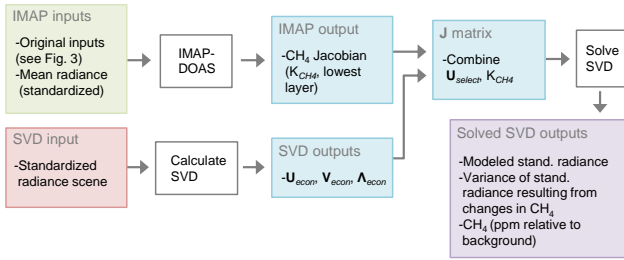 IMAP inputs
-Original inputs
(see Fig. 3)
-Mean radiance
(standardized)
IMAP-
DOAS
IMAP output
-CH4 Jacobian
(KCH4, lowest
layer)
J matrix
-Combine
Uselect, KCH4
Solve
SVD
SVD input
-Standardized
radiance scene
Calculate
SVD
SVD outputs
-Uecon, Vecon, Λecon
Solved SVD outputs
-Modeled stand. radiance
-Variance of stand.
radiance resulting from
changes in CH4
-CH4 (ppm relative to
background)